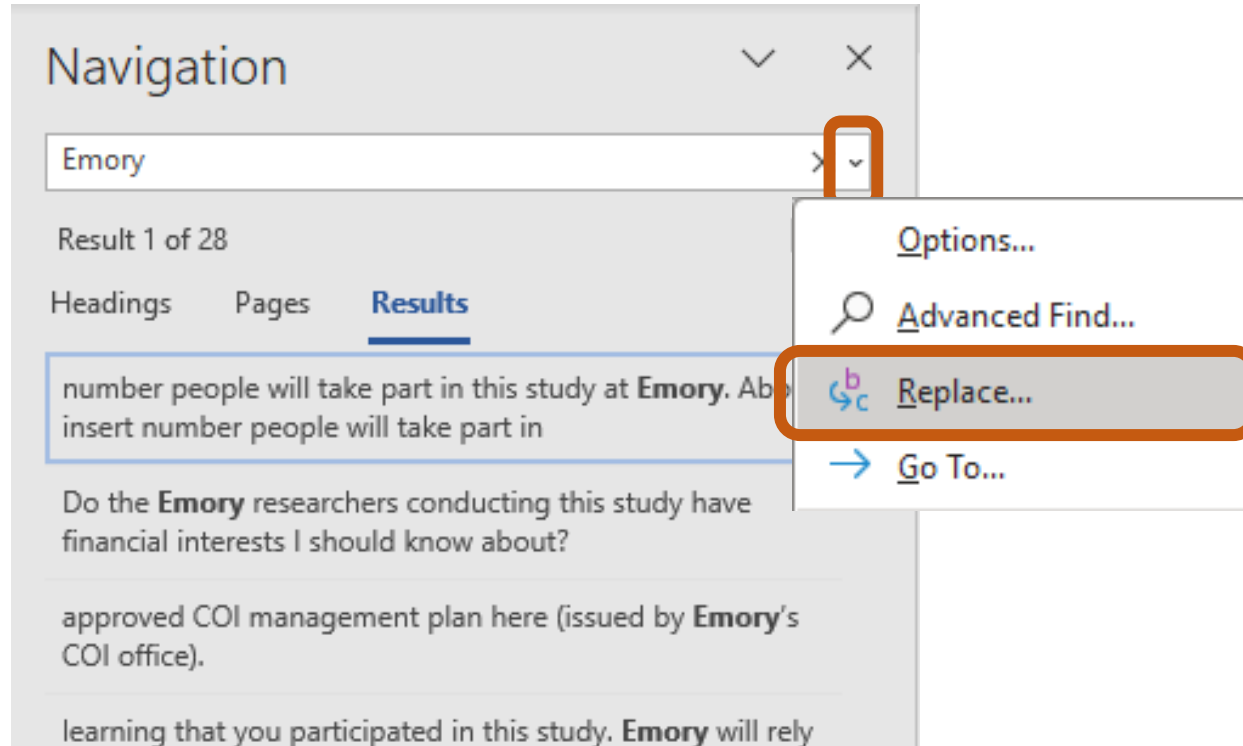 Navigation
Emory
Result 1 of 28
Headings Pages Results
number people will take part in this study at Emory. Abo
insert number people will take part in
Do the Emory researchers conducting this study have
financial interests I should know about?
approved COI management plan here (issued by Emory's
COI office).
learning that you participated in this study. Emory will rely
Options...
Advanced Find...
Replace...
Go To...